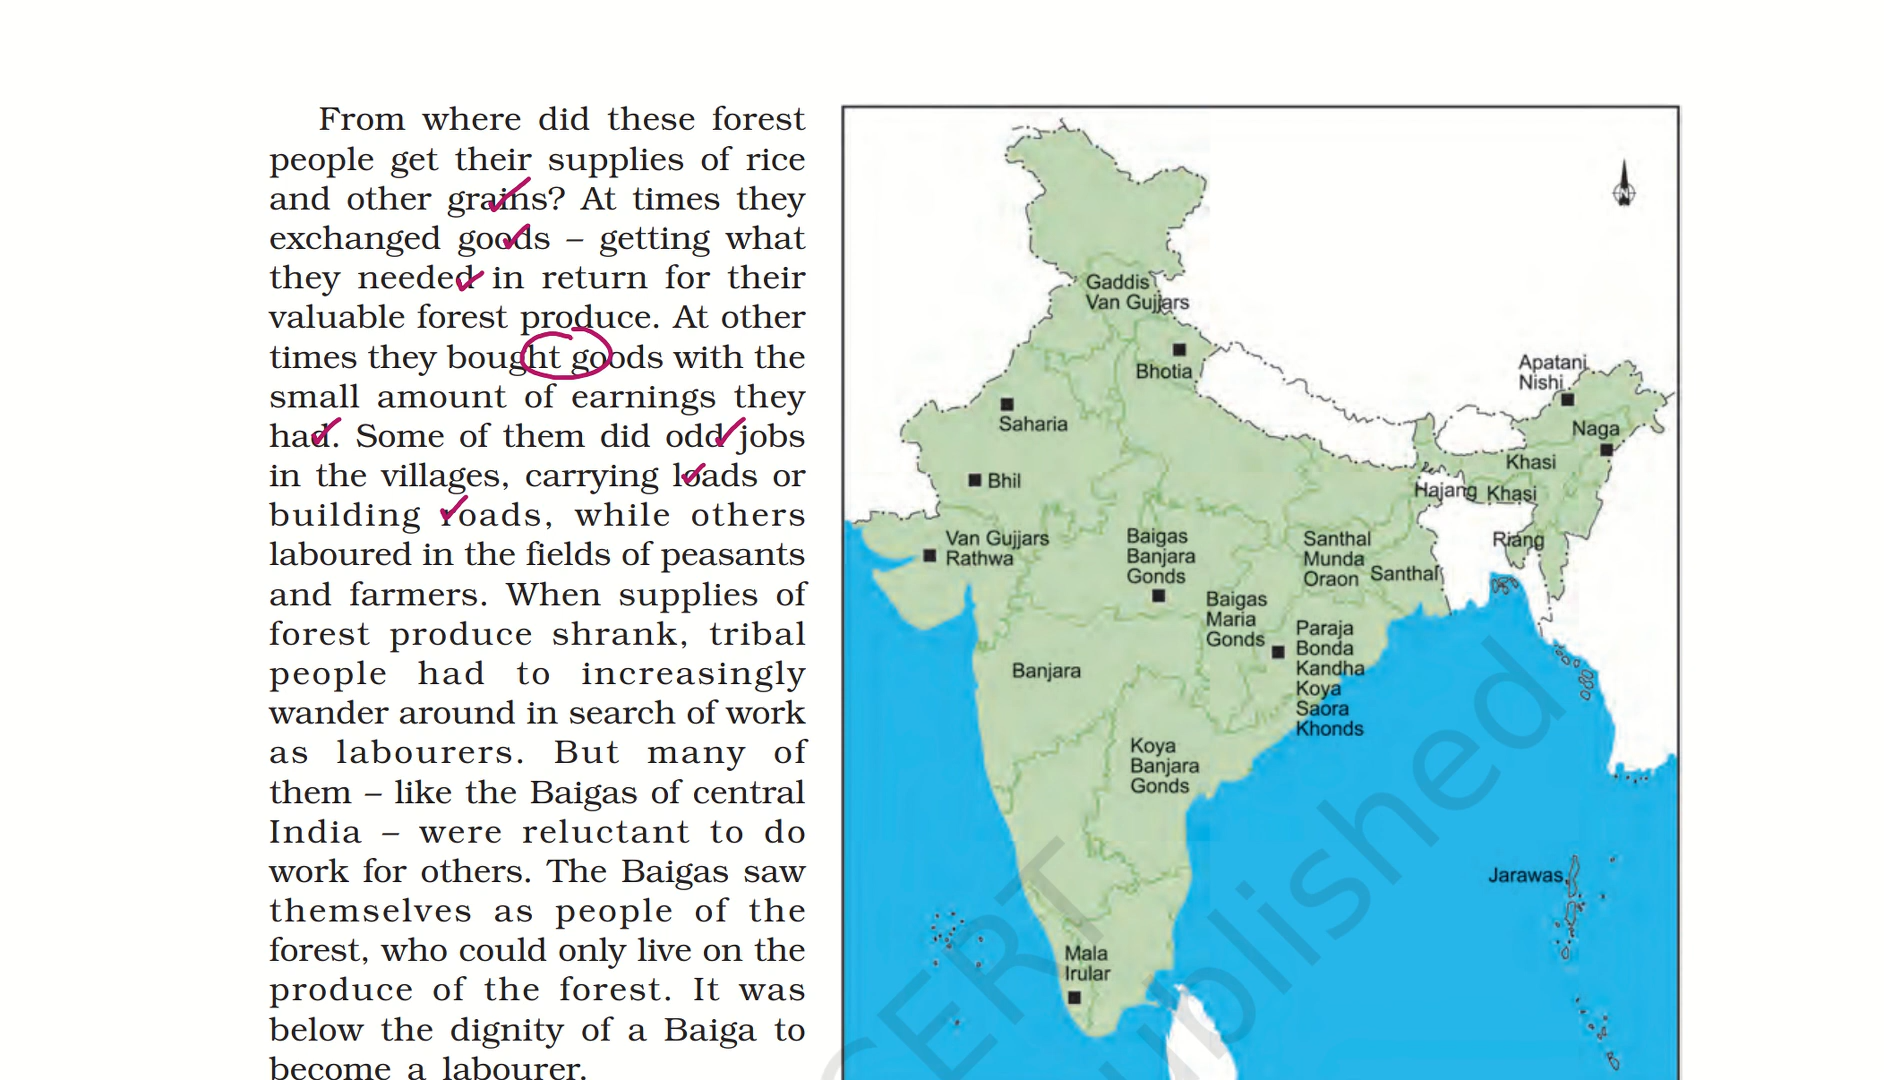 From where did these forest
people get their supplies of rice
and other grains? At times they
exchanged goods – getting what
they needed in return for their
valuable forest produce. At other
times they bought goods with the
small amount of earnings they
had. Some of them did odd jobs
in the villages, carrying loads or
building roads, while others
laboured in the fields of peasants
and farmers. When supplies of
forest produce shrank, tribal
people had to increasingly
wander around in search of work
as labourers. But many of
them – like the Baigas of central
India – were reluctant to do
work for others. The Baigas saw
themselves as people of the
forest, who could only live on the
produce of the forest. It was
below the dignity of a Baiga to
become a labourer.
Gaddis
Van Gujjars
Bhotia
Saharia
Bhil
Van Gujjars
Rathwa
Baigas
Banjara
Gonds
Santhal
Munda
Oraon
Santhal
Baigas
Maria
Gonds
Paraja
Bonda
Kandha
Koya
Saora
Khonds
Banjara
Koya
Banjara
Gonds
Mala
Irular
Apatani
Nishi
Naga
Khasi
Hajang
Khasi
Riang
Jarawas